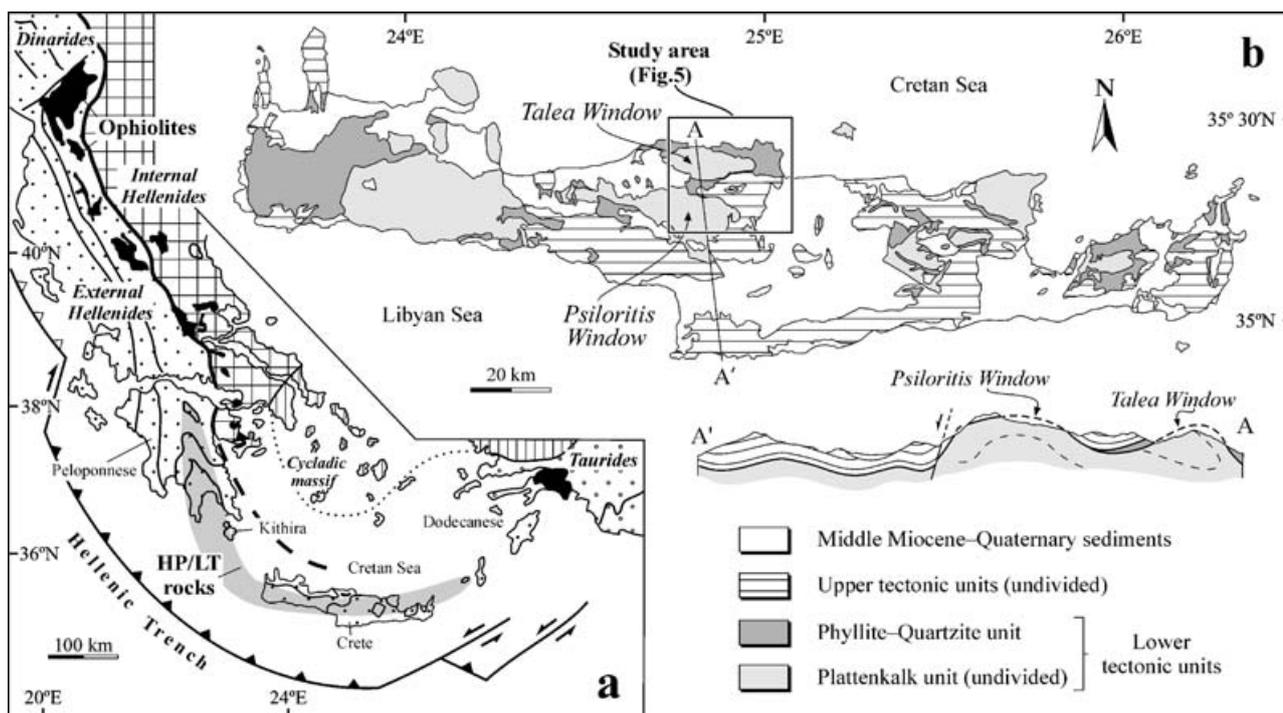 Dinarides
Ophiolites
Internal
Hellenides
40°N
External
Hellenides
38°N
Peloponnese
Cycladic
massif
Taurides
Kithira
Dodecanese
36°N
HP/LT
rocks
Cretan Sea
Crete
Hellenic Trench
100 km
20°E
24°E
a
24°E
25°E
26°E
Study area
(Fig.5)
Cretan Sea
b
N
Talea Window
A
35° 30'N
Libyan Sea
Psiloritis
Window
35°N
20 km
A'
Psiloritis Window
Talea Window
A'
A
Middle Miocene–Quaternary sediments
Upper tectonic units (undivided)
Phyllite–Quartzite unit
Plattenkalk unit (undivided)
Lower
tectonic units